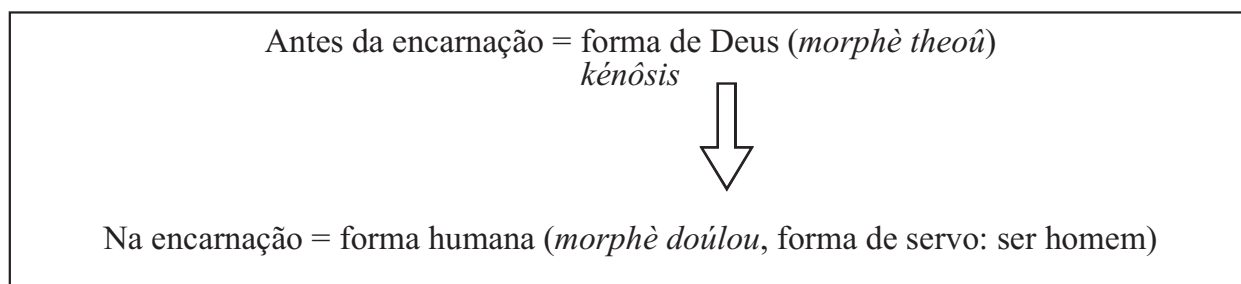 Antes da encarnação = forma de Deus (morphè theoû)
kénôsis
Na encarnação = forma humana (morphè doúlou, forma de servo: ser homem)